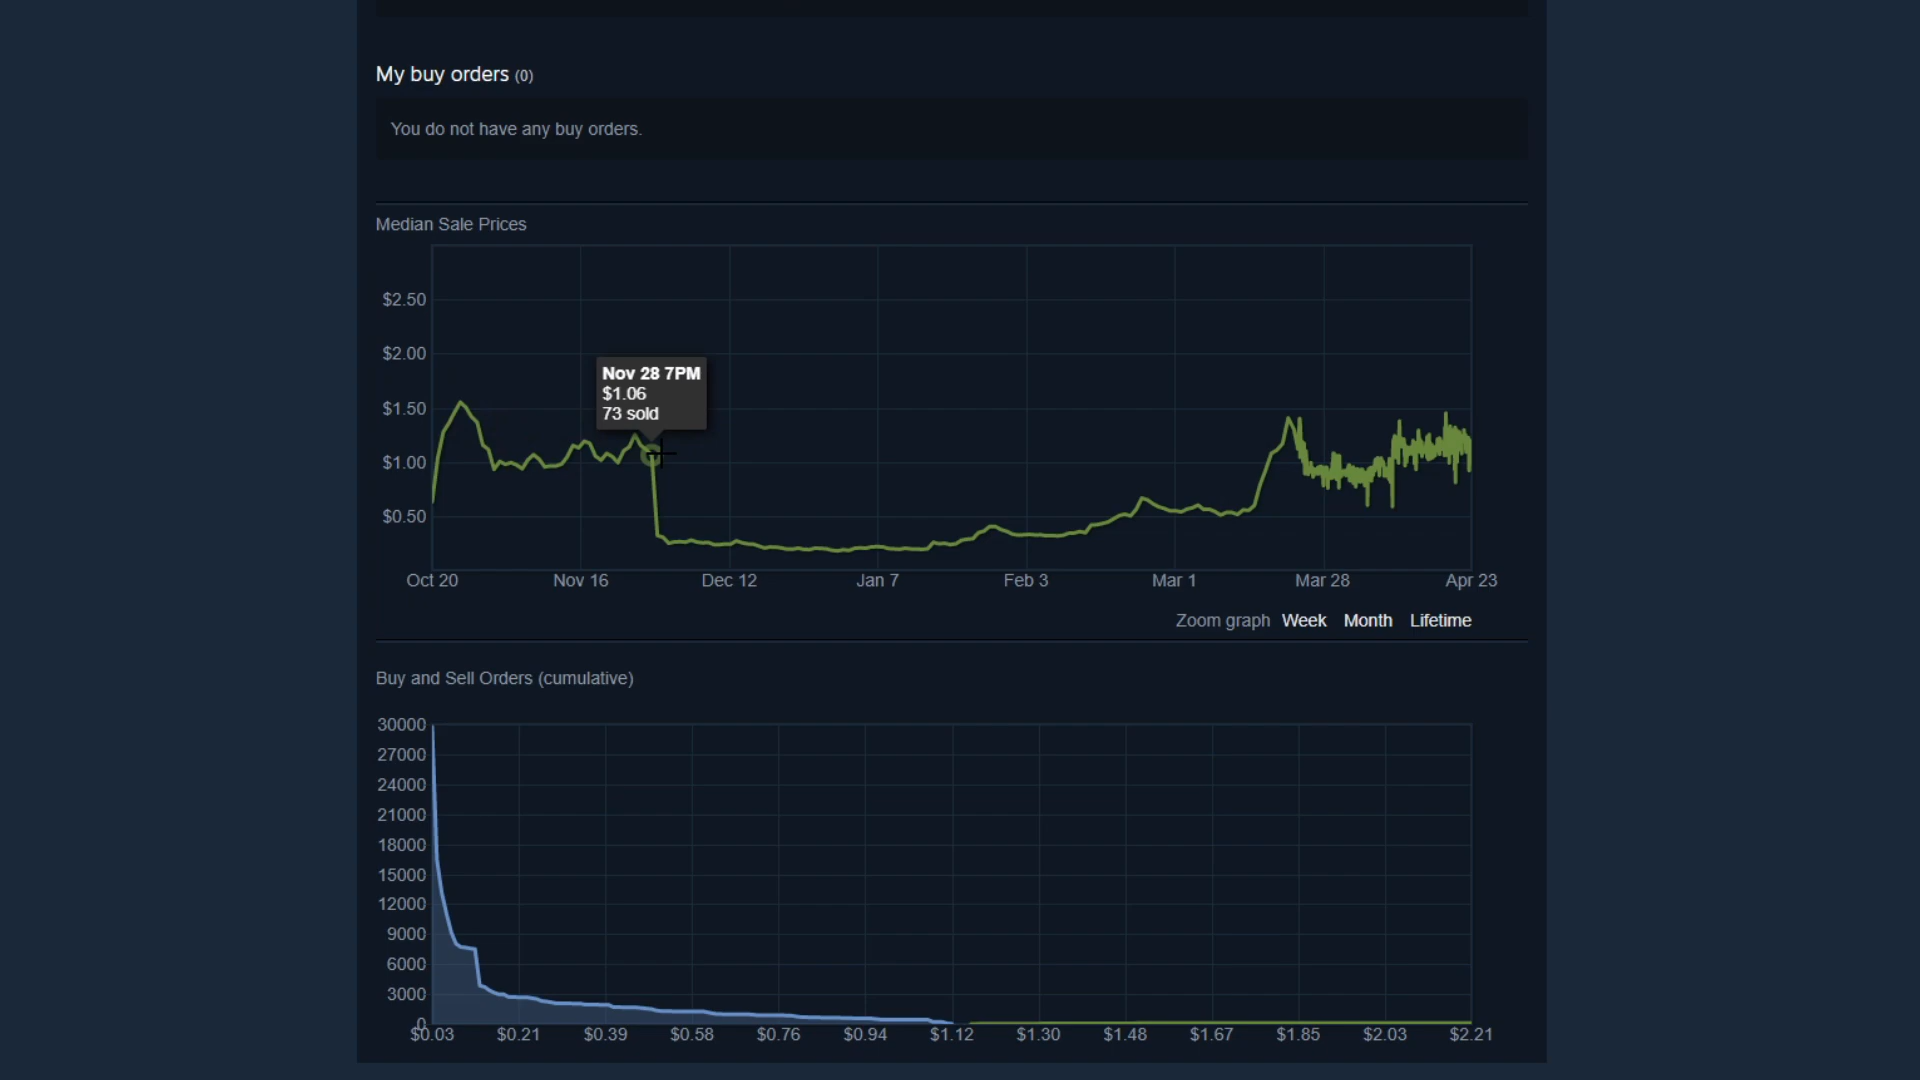 My buy orders (0)
You do not have any buy orders.
Median Sale Prices
$2.50
$2.00
$1.50
$1.00
$0.50
Nov 28 7PM
$1.06
73 sold
Oct 20 Nov 16 Dec 12 Jan 7 Feb 3 Mar 1 Mar 28 Apr 23
Zoom graph Week Month Lifetime
Buy and Sell Orders (cumulative)
30000
27000
24000
21000
18000
15000
12000
9000
6000
3000
0
$0.03 $0.21 $0.39 $0.58 $0.76 $0.94 $1.12 $1.30 $1.48 $1.67 $1.85 $2.03 $2.21